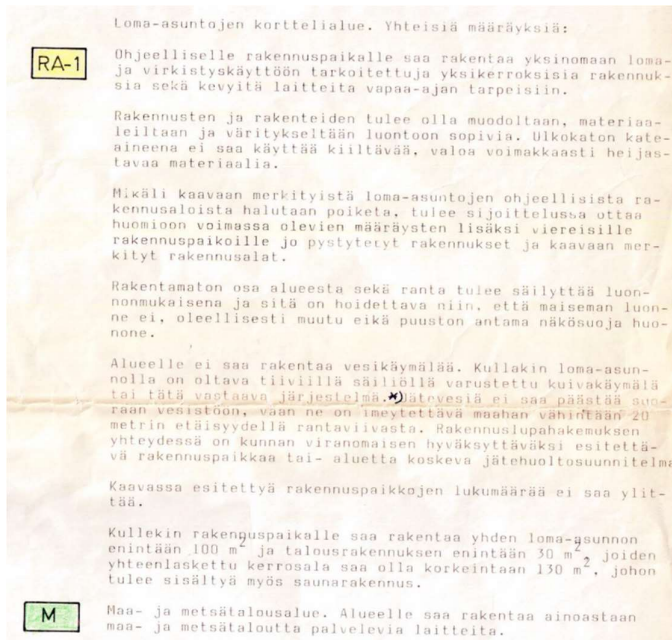 Loma-asuntojen korttelialue. Yhteisiä määräyksiä:
RA-1
Ohjeelliselle rakennuspaikalle saa rakentaa yksinomaan loma-
ja virkistyskäyttöön tarkoitettuja yksikerroksisia rakennuk-
sia sekä kevyitä laitteita vapaa-ajan tarpeisiin.
Rakennusten ja rakenteiden tulee olla muodoltaan, materiaa-
leiltaan ja väritykseltään luontoon sopivia. Ulkokaton kate-
aineena ei saa käyttää kiiltävää, valoa voimakkaasti heijas-
tavaa materiaalia.
Mikäli kaavaan merkityistä loma-asuntojen ohjeellisista ra-
kennusaloista halutaan poiketa, tulee sijoittelussa ottaa
huomioon voimassa olevien määräysten lisäksi viereisille
rakennuspaikoille jo pystytetyt rakennukset ja kaavaan mer-
kityt rakennusalat.
Rakentamaton osa alueesta sekä ranta tulee säilyttää luon-
nonmukaisena ja sitä on hoidettava niin, että maiseman luon-
ne ei, oleellisesti muutu eikä puuston antama näkösuoja huo-
none.
Alueelle ei saa rakentaa vesikäymälää. Kullakin loma-asun-
nolla on oltava tiiviillä säiliöllä varustettu kuivakäymälä
tai tätä vastaava järjestelmä.*) Jätevesiä ei saa päästää suo-
raan vesistöön, vaan ne on imeytettävä maahan vähintään 20
metrin etäisyydellä rantaviivasta. Rakennuslupahakemuksen
yhteydessä on kunnan viranomaisen hyväksyttäväksi esitettä-
vä rakennuspaikkaa tai- aluetta koskeva jätehuoltosuunnitelma
Kaavassa esitettyä rakennuspaikkojen lukumäärää ei saa ylit-
tää.
Kullekin rakennuspaikalle saa rakentaa yhden loma-asunnon
enintään 100 m² ja talousrakennuksen enintään 30 m², joiden
yhteenlaskettu kerrosala saa olla korkeintaan 130 m², johon
tulee sisältyä myös saunarakennus.
M
Maa- ja metsätalousalue. Alueelle saa rakentaa ainoastaan
maa- ja metsätaloutta palvelevia laitteita.